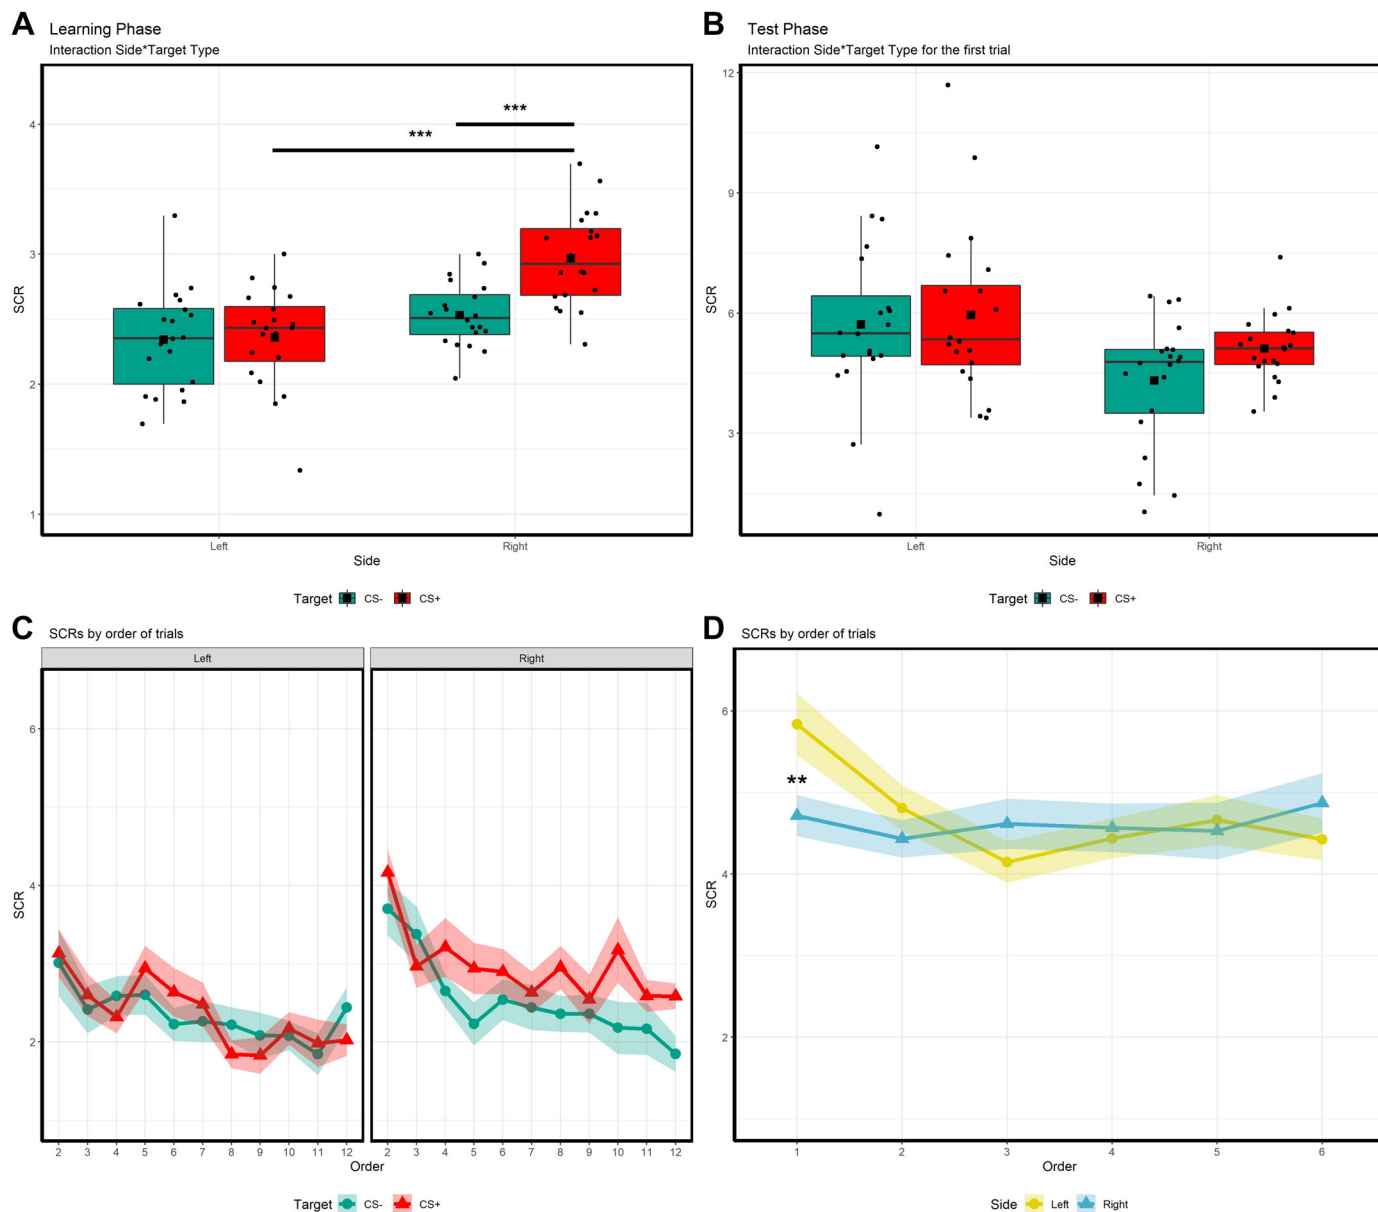 A Learning Phase
Interaction Side*Target Type
4
3
2
1
SCR
***
***
Left Right
Side
Target CS- CS+
B Test Phase
Interaction Side*Target Type for the first trial
12
9
6
3
SCR
Left Right
Side
Target CS- CS+
C SCRs by order of trials
Left Right
6
4
2
SCR
2 3 4 5 6 7 8 9 10 11 12 2 3 4 5 6 7 8 9 10 11 12
Order
Target CS- CS+
D SCRs by order of trials
6
4
2
SCR
**
1 2 3 4 5 6
Order
Side Left Right